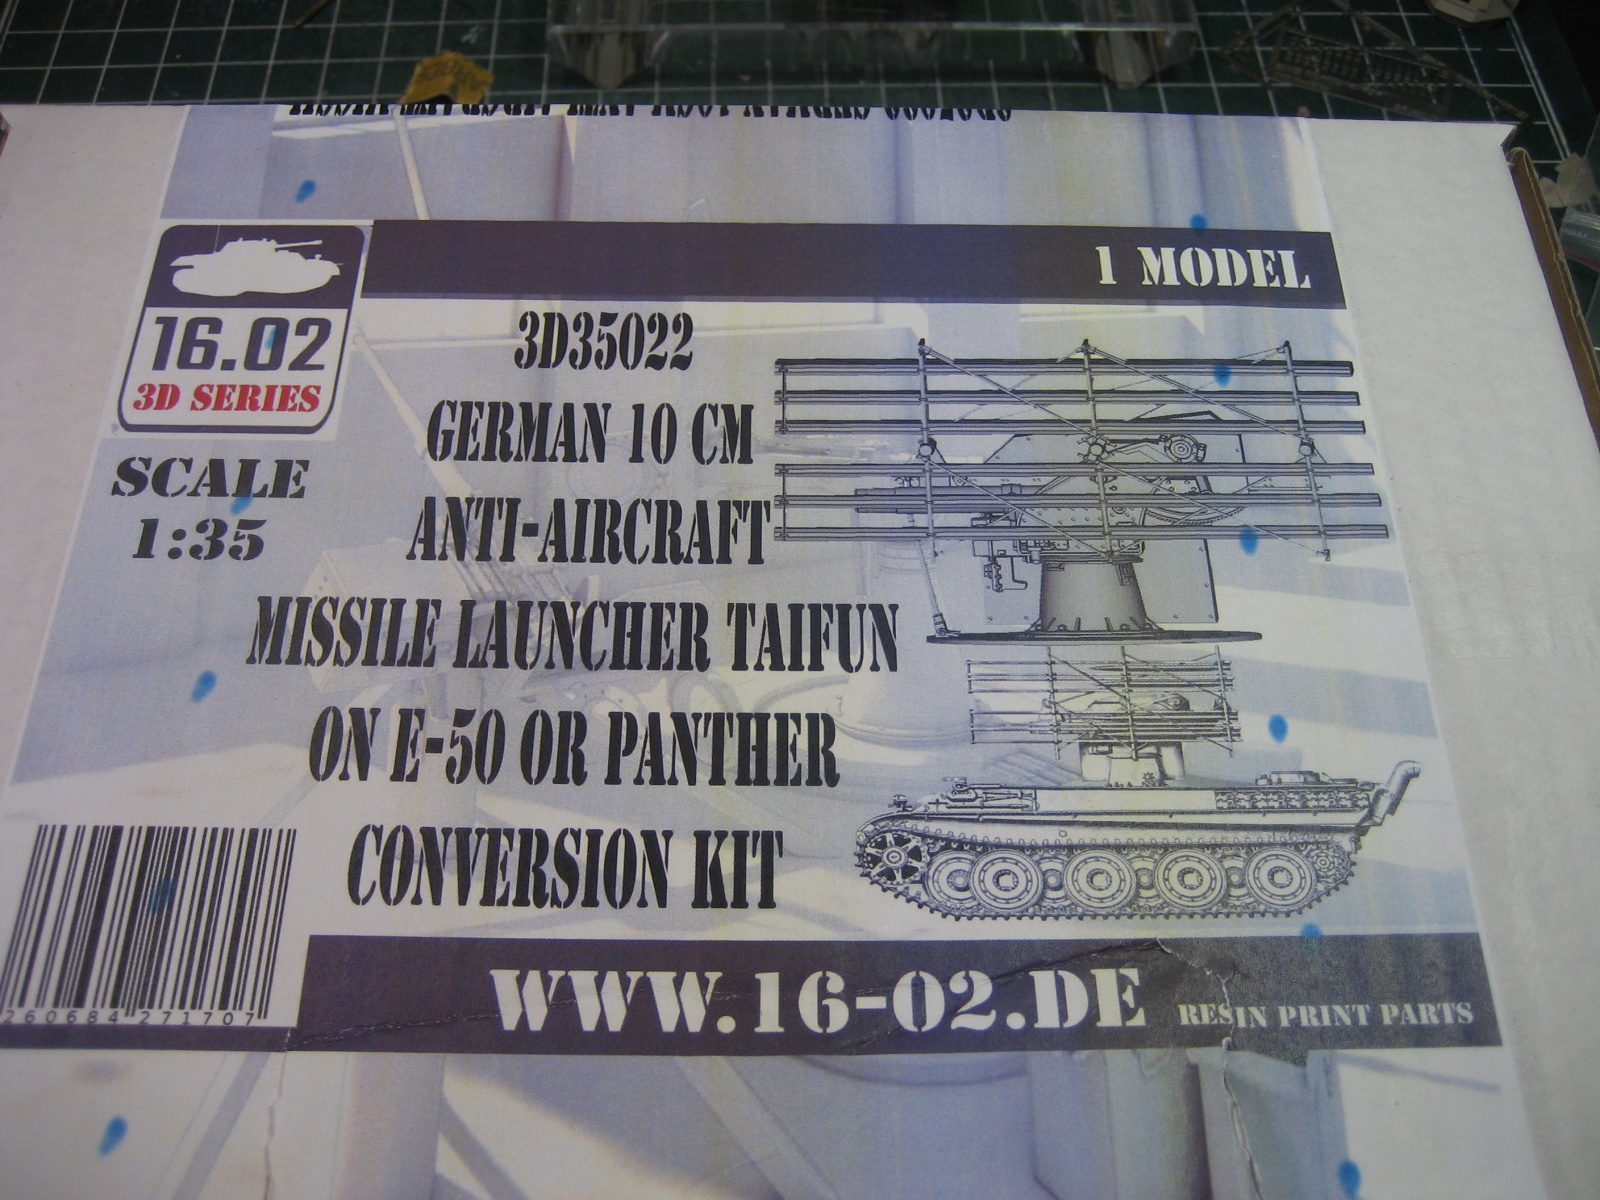 1 MODEL
16.02
3D SERIES
SCALE
1:35
3D35022
GERMAN 10 CM
ANTI-AIRCRAFT
MISSILE LAUNCHER TAIFUN
ON E-50 OR PANTHER
CONVERSION KIT
260684 271707
WWW.16-02.DE
RESIN PRINT PARTS